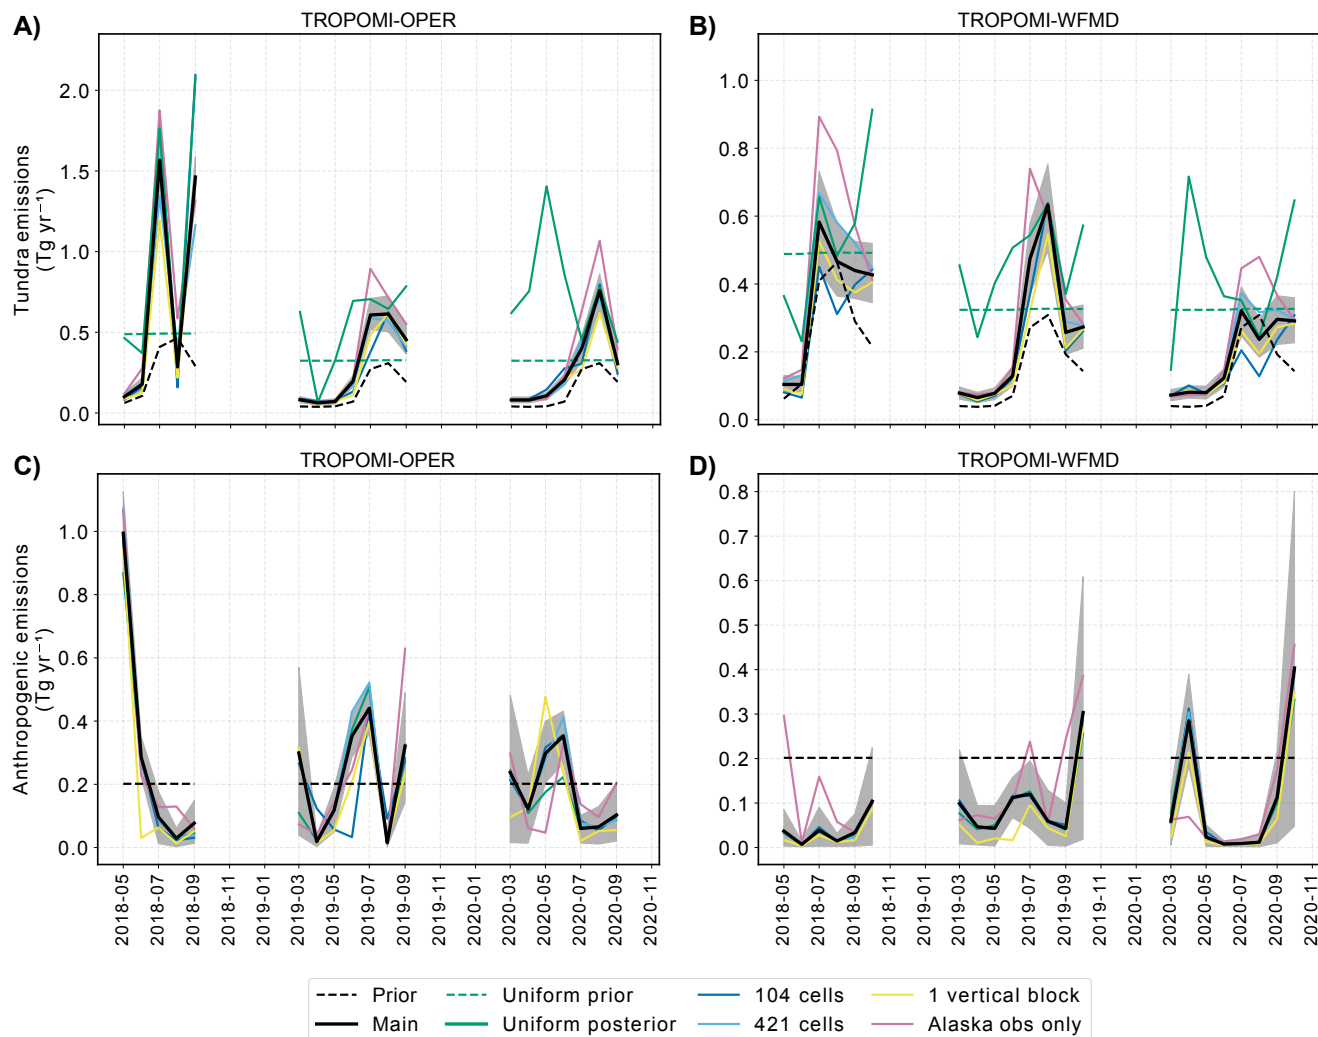 A)
TROPOMI-OPER
B)
TROPOMI-WFMD
Tundra emissions
(Tg yr⁻¹)
2.0
1.5
1.0
0.5
0.0
1.0
0.8
0.6
0.4
0.2
0.0
C)
TROPOMI-OPER
D)
TROPOMI-WFMD
Anthropogenic emissions
(Tg yr⁻¹)
1.0
0.8
0.6
0.4
0.2
0.0
0.8
0.7
0.6
0.5
0.4
0.3
0.2
0.1
0.0
2018-05
2018-07
2018-09
2018-11
2019-01
2019-03
2019-05
2019-07
2019-09
2019-11
2020-01
2020-03
2020-05
2020-07
2020-09
2020-11
2018-05
2018-07
2018-09
2018-11
2019-01
2019-03
2019-05
2019-07
2019-09
2019-11
2020-01
2020-03
2020-05
2020-07
2020-09
2020-11
Prior
Uniform prior
104 cells
1 vertical block
Main
Uniform posterior
421 cells
Alaska obs only